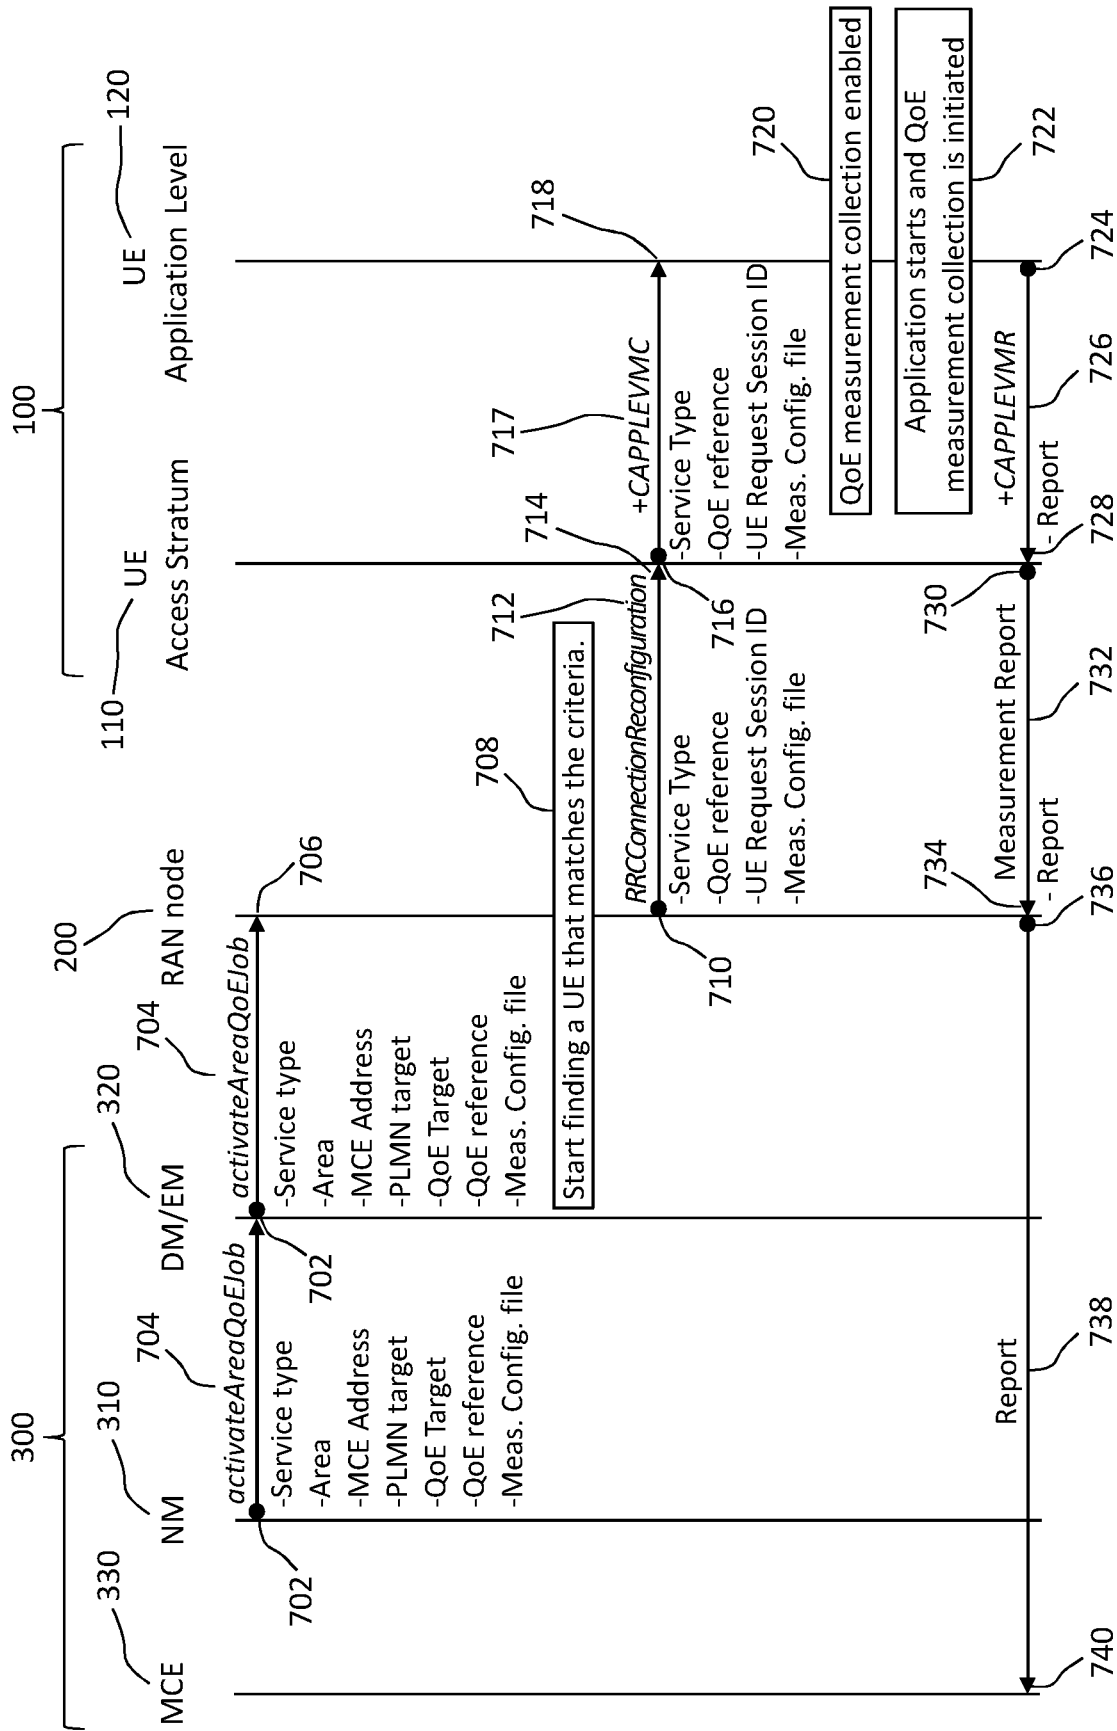 300
100
MCE
330
NM
310
DM/EM
320
RAN node
200
UE
Access Stratum
110
UE
Application Level
120
activateAreaQoEJob
704
-Service type
-Area
-MCE Address
-PLMN target
-QoE Target
-QoE reference
-Meas. Config. file
702
activateAreaQoEJob
704
-Service type
-Area
-MCE Address
-PLMN target
-QoE Target
-QoE reference
-Meas. Config. file
702
706
Start finding a UE that matches the criteria.
708
RRCConnectionReconfiguration
712
714
-Service Type
-QoE reference
-UE Request Session ID
-Meas. Config. file
710
716
+CAPPLEVMC
717
718
-Service Type
-QoE reference
-UE Request Session ID
-Meas. Config. file
QoE measurement collection enabled
720
Application starts and QoE
measurement collection is initiated
722
+CAPPLEVMR
- Report
724
726
728
Measurement Report
- Report
730
732
734
736
Report
738
740